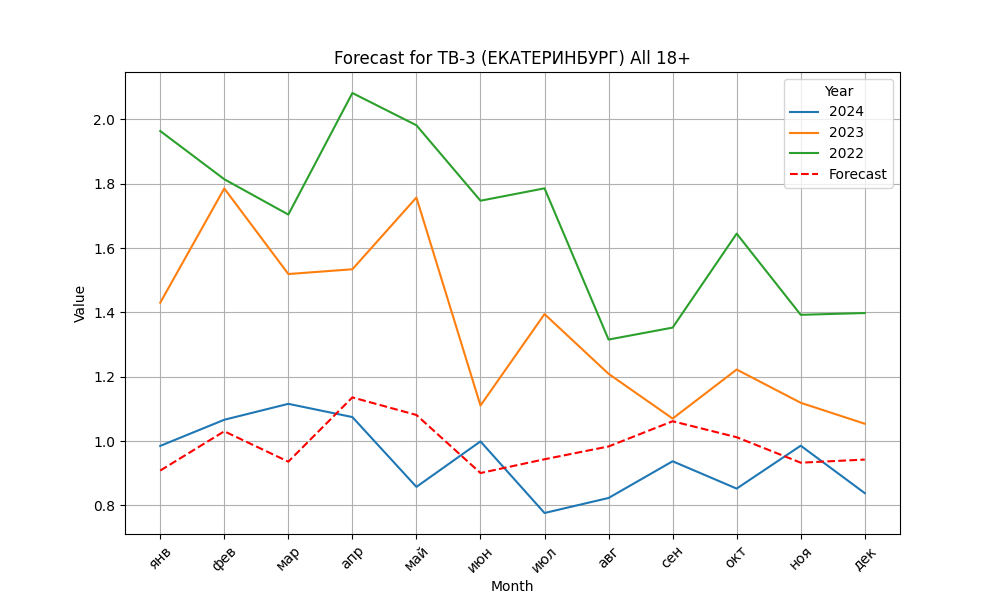 Forecast for ТВ-3 (ЕКАТЕРИНБУРГ) All 18+
Year
2024
2023
2022
Forecast
Value
2.0
1.8
1.6
1.4
1.2
1.0
0.8
янв
фев
мар
апр
май
июн
июл
авг
сен
окт
ноя
дек
Month